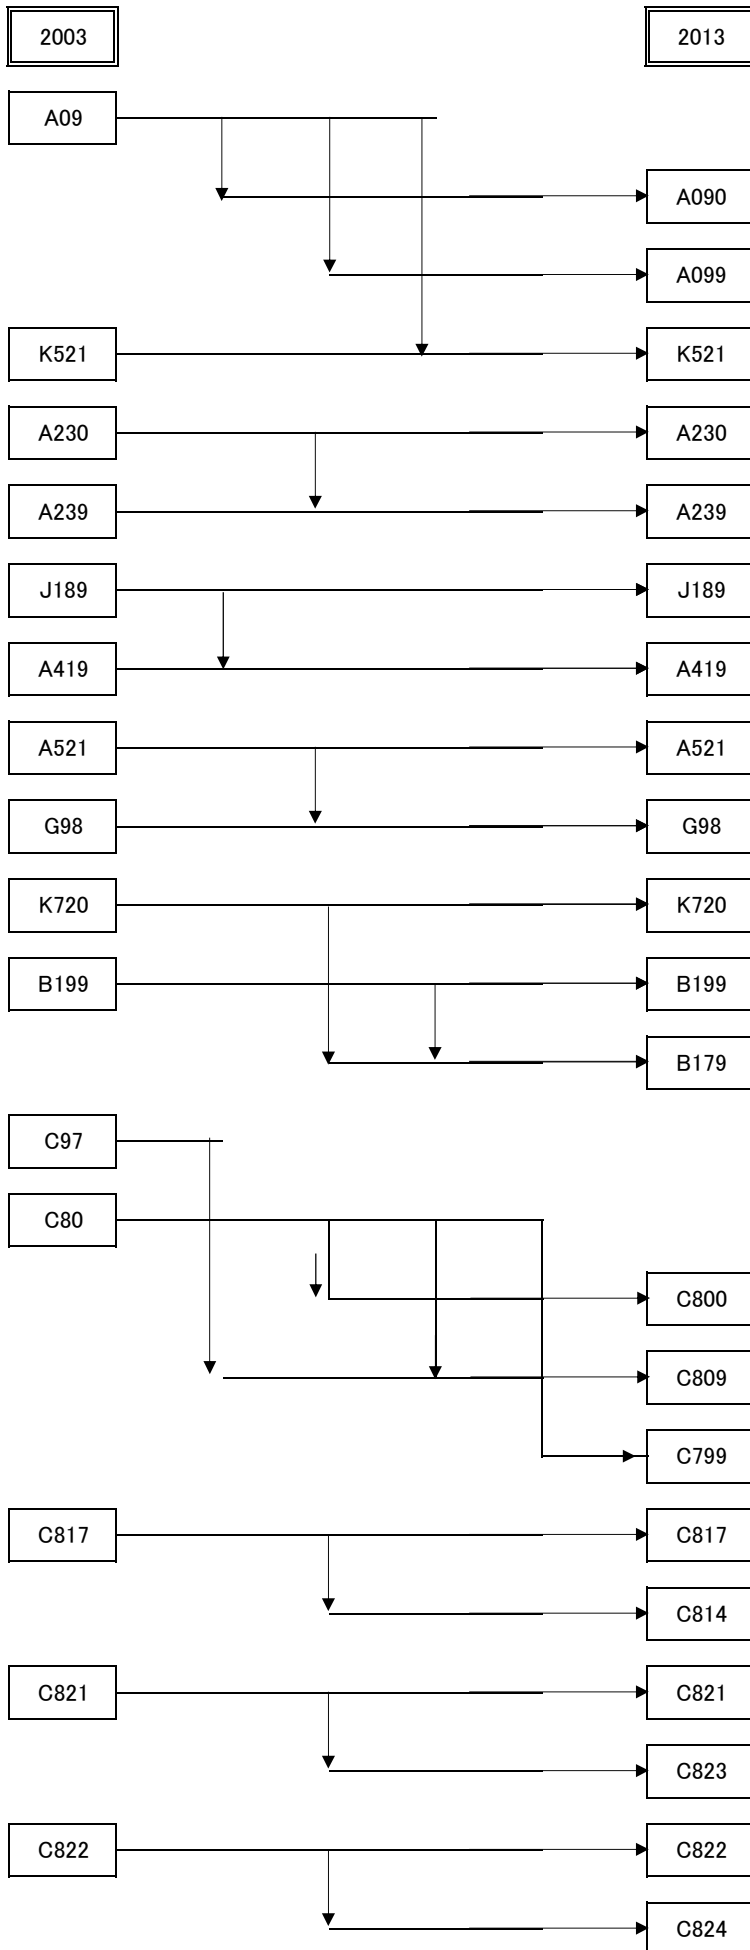 2003 2013
A09
A090
A099
K521 K521
A230 A230
A239 A239
J189 J189
A419 A419
A521 A521
G98 G98
K720 K720
B199 B199
B179
C97
C80
C800
C809
C799
C817 C817
C814
C821 C821
C823
C822 C822
C824